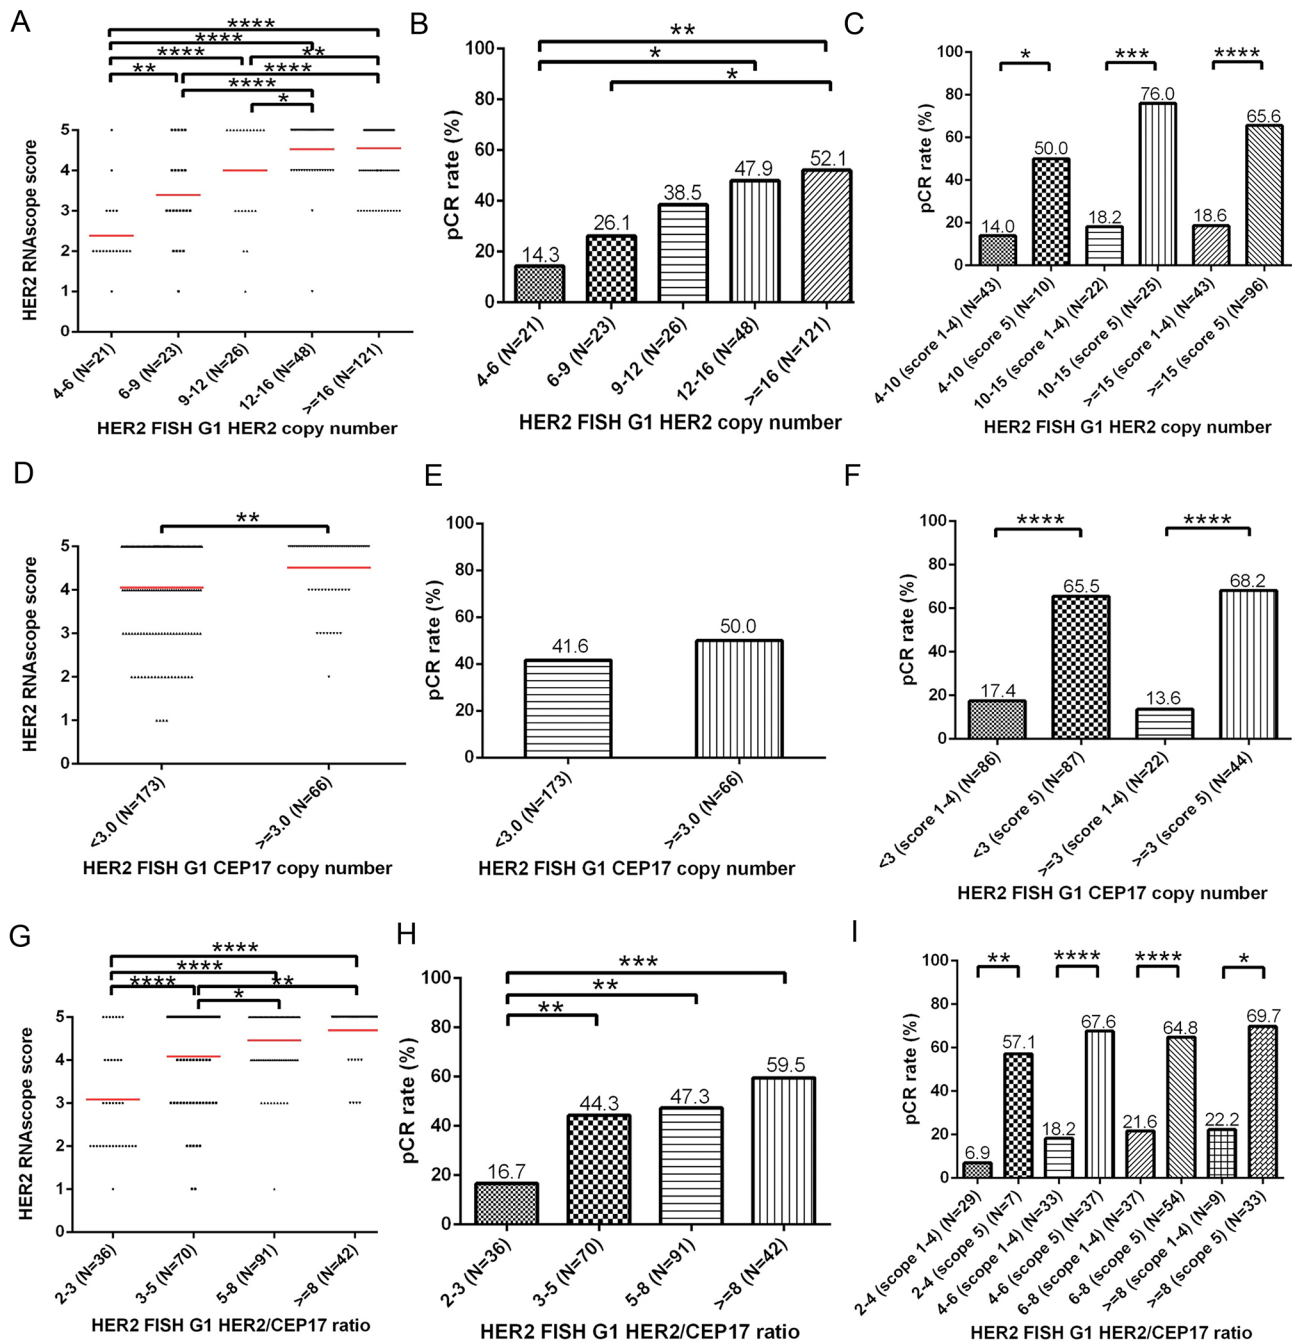 A
****
****
****
**
**
****
****
*
HER2 RNAscope score
5
4
3
2
1
0
4-6 (N=21)
6-9 (N=23)
9-12 (N=26)
12-16 (N=48)
>=16 (N=121)
HER2 FISH G1 HER2 copy number
B
**
*
*
pCR rate (%)
100
80
60
40
20
0
14.3
26.1
38.5
47.9
52.1
4-6 (N=21)
6-9 (N=23)
9-12 (N=26)
12-16 (N=48)
>=16 (N=121)
HER2 FISH G1 HER2 copy number
C
*
***
****
pCR rate (%)
100
80
60
40
20
0
14.0
50.0
18.2
76.0
18.6
65.6
4-10 (score 1-4) (N=43)
4-10 (score 5) (N=10)
10-15 (score 1-4) (N=22)
10-15 (score 5) (N=25)
>=15 (score 1-4) (N=43)
>=15 (score 5) (N=96)
HER2 FISH G1 HER2 copy number
D
**
HER2 RNAscope score
5
4
3
2
1
0
<3.0 (N=173)
>=3.0 (N=66)
HER2 FISH G1 CEP17 copy number
E
pCR rate (%)
100
80
60
40
20
0
41.6
50.0
<3.0 (N=173)
>=3.0 (N=66)
HER2 FISH G1 CEP17 copy number
F
****
****
pCR rate (%)
100
80
60
40
20
0
17.4
65.5
13.6
68.2
<3 (score 1-4) (N=86)
<3 (score 5) (N=87)
>=3 (score 1-4) (N=22)
>=3 (score 5) (N=44)
HER2 FISH G1 CEP17 copy number
G
****
****
****
**
*
HER2 RNAscope score
5
4
3
2
1
0
2-3 (N=36)
3-5 (N=70)
5-8 (N=91)
>=8 (N=42)
HER2 FISH G1 HER2/CEP17 ratio
H
***
**
**
pCR rate (%)
100
80
60
40
20
0
16.7
44.3
47.3
59.5
2-3 (N=36)
3-5 (N=70)
5-8 (N=91)
>=8 (N=42)
HER2 FISH G1 HER2/CEP17 ratio
I
**
****
****
*
pCR rate (%)
100
80
60
40
20
0
6.9
57.1
18.2
67.6
21.6
64.8
22.2
69.7
2-4 (scope 1-4) (N=29)
2-4 (scope 5) (N=7)
4-6 (scope 1-4) (N=33)
4-6 (scope 5) (N=37)
6-8 (scope 1-4) (N=37)
6-8 (scope 5) (N=54)
>=8 (scope 1-4) (N=9)
>=8 (scope 5) (N=33)
HER2 FISH G1 HER2/CEP17 ratio